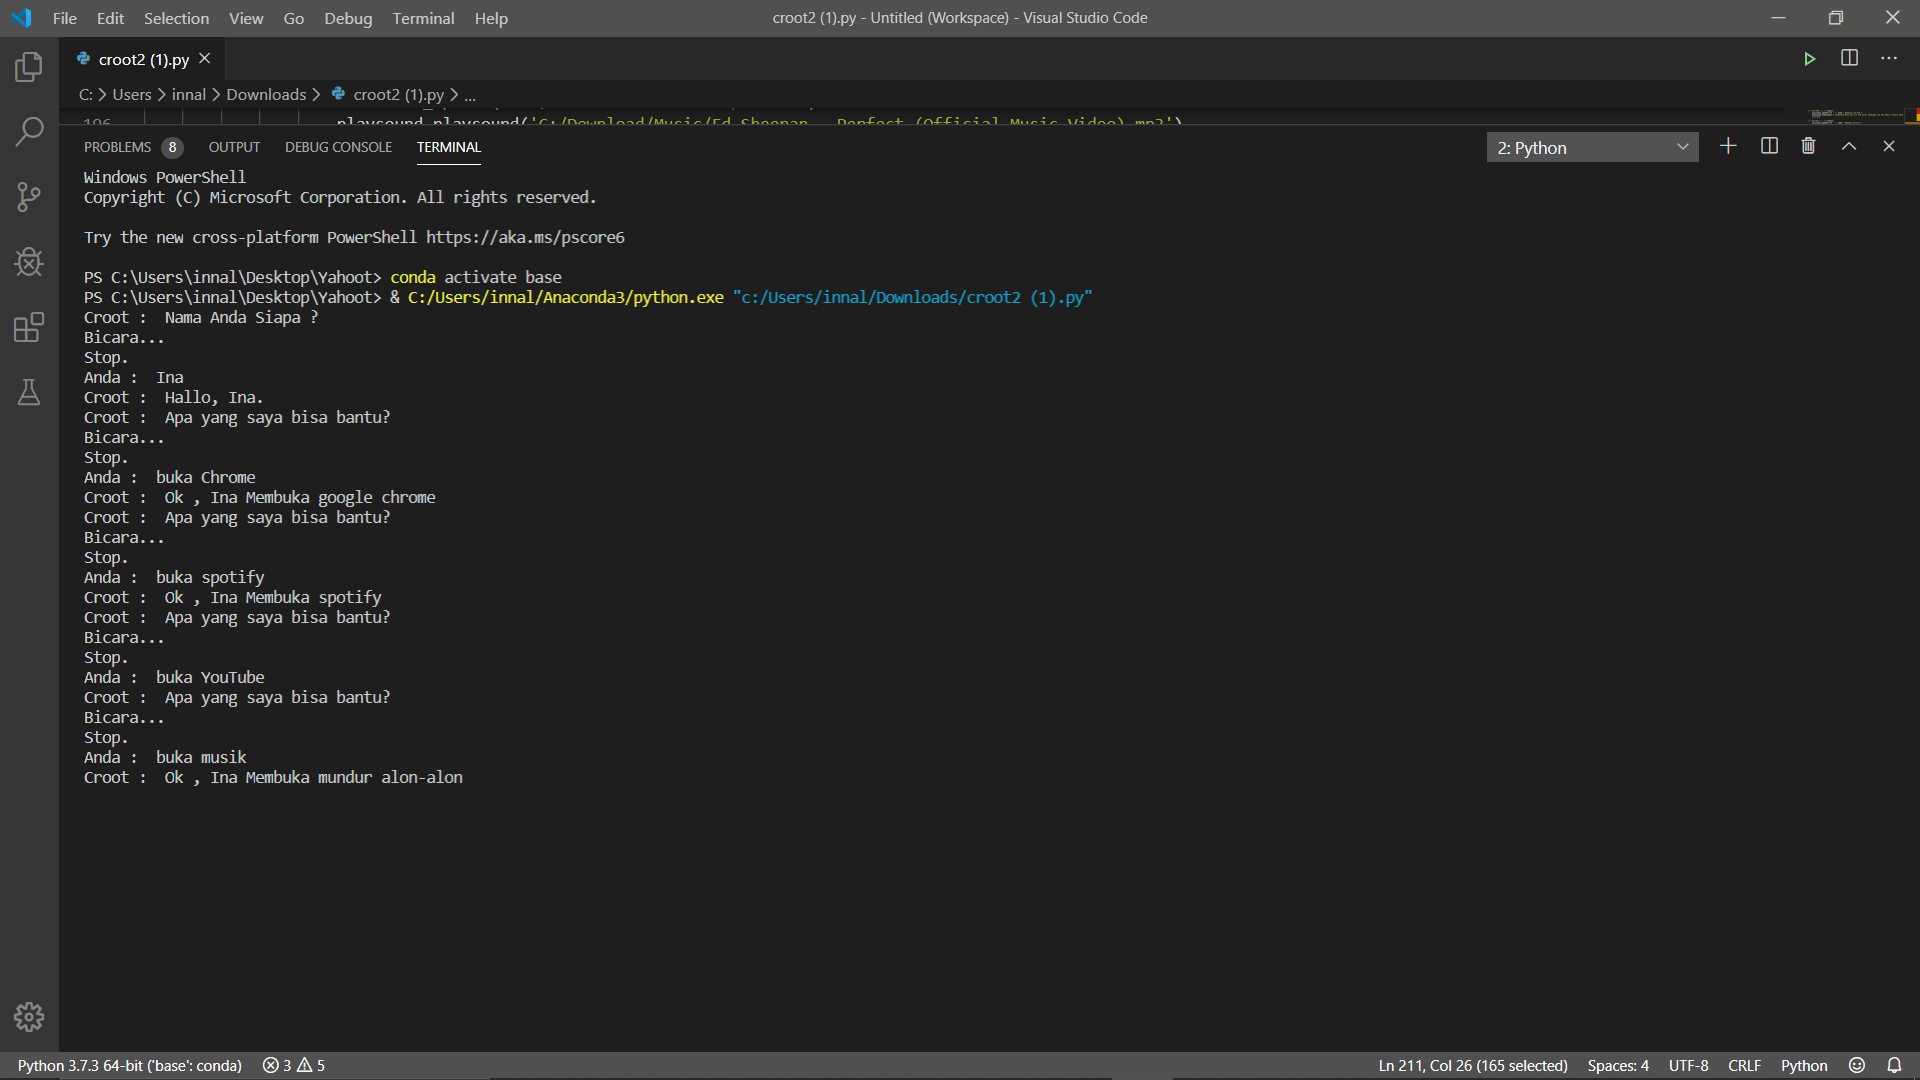 File Edit Selection View Go Debug Terminal Help croot2 (1).py - Untitled (Workspace) - Visual Studio Code
croot2 (1).py
C: > Users > innal > Downloads > croot2 (1).py > ...
196 playsound.playsound('C:/Download/Music/Ed Sheeran - Perfect (Official Music Video).mp3')
PROBLEMS 8 OUTPUT DEBUG CONSOLE TERMINAL 2: Python
Windows PowerShell
Copyright (C) Microsoft Corporation. All rights reserved.
Try the new cross-platform PowerShell https://aka.ms/pscore6
PS C:\Users\innal\Desktop\Yahoot> conda activate base
PS C:\Users\innal\Desktop\Yahoot> & C:/Users/innal/Anaconda3/python.exe "c:/Users/innal/Downloads/croot2 (1).py"
Croot :  Nama Anda Siapa ?
Bicara...
Stop.
Anda :  Ina
Croot :  Hallo, Ina.
Croot :  Apa yang saya bisa bantu?
Bicara...
Stop.
Anda :  buka Chrome
Croot :  Ok , Ina Membuka google chrome
Croot :  Apa yang saya bisa bantu?
Bicara...
Stop.
Anda :  buka spotify
Croot :  Ok , Ina Membuka spotify
Croot :  Apa yang saya bisa bantu?
Bicara...
Stop.
Anda :  buka YouTube
Croot :  Apa yang saya bisa bantu?
Bicara...
Stop.
Anda :  buka musik
Croot :  Ok , Ina Membuka mundur alon-alon
Python 3.7.3 64-bit ('base': conda) 3 5 Ln 211, Col 26 (165 selected) Spaces: 4 UTF-8 CRLF Python